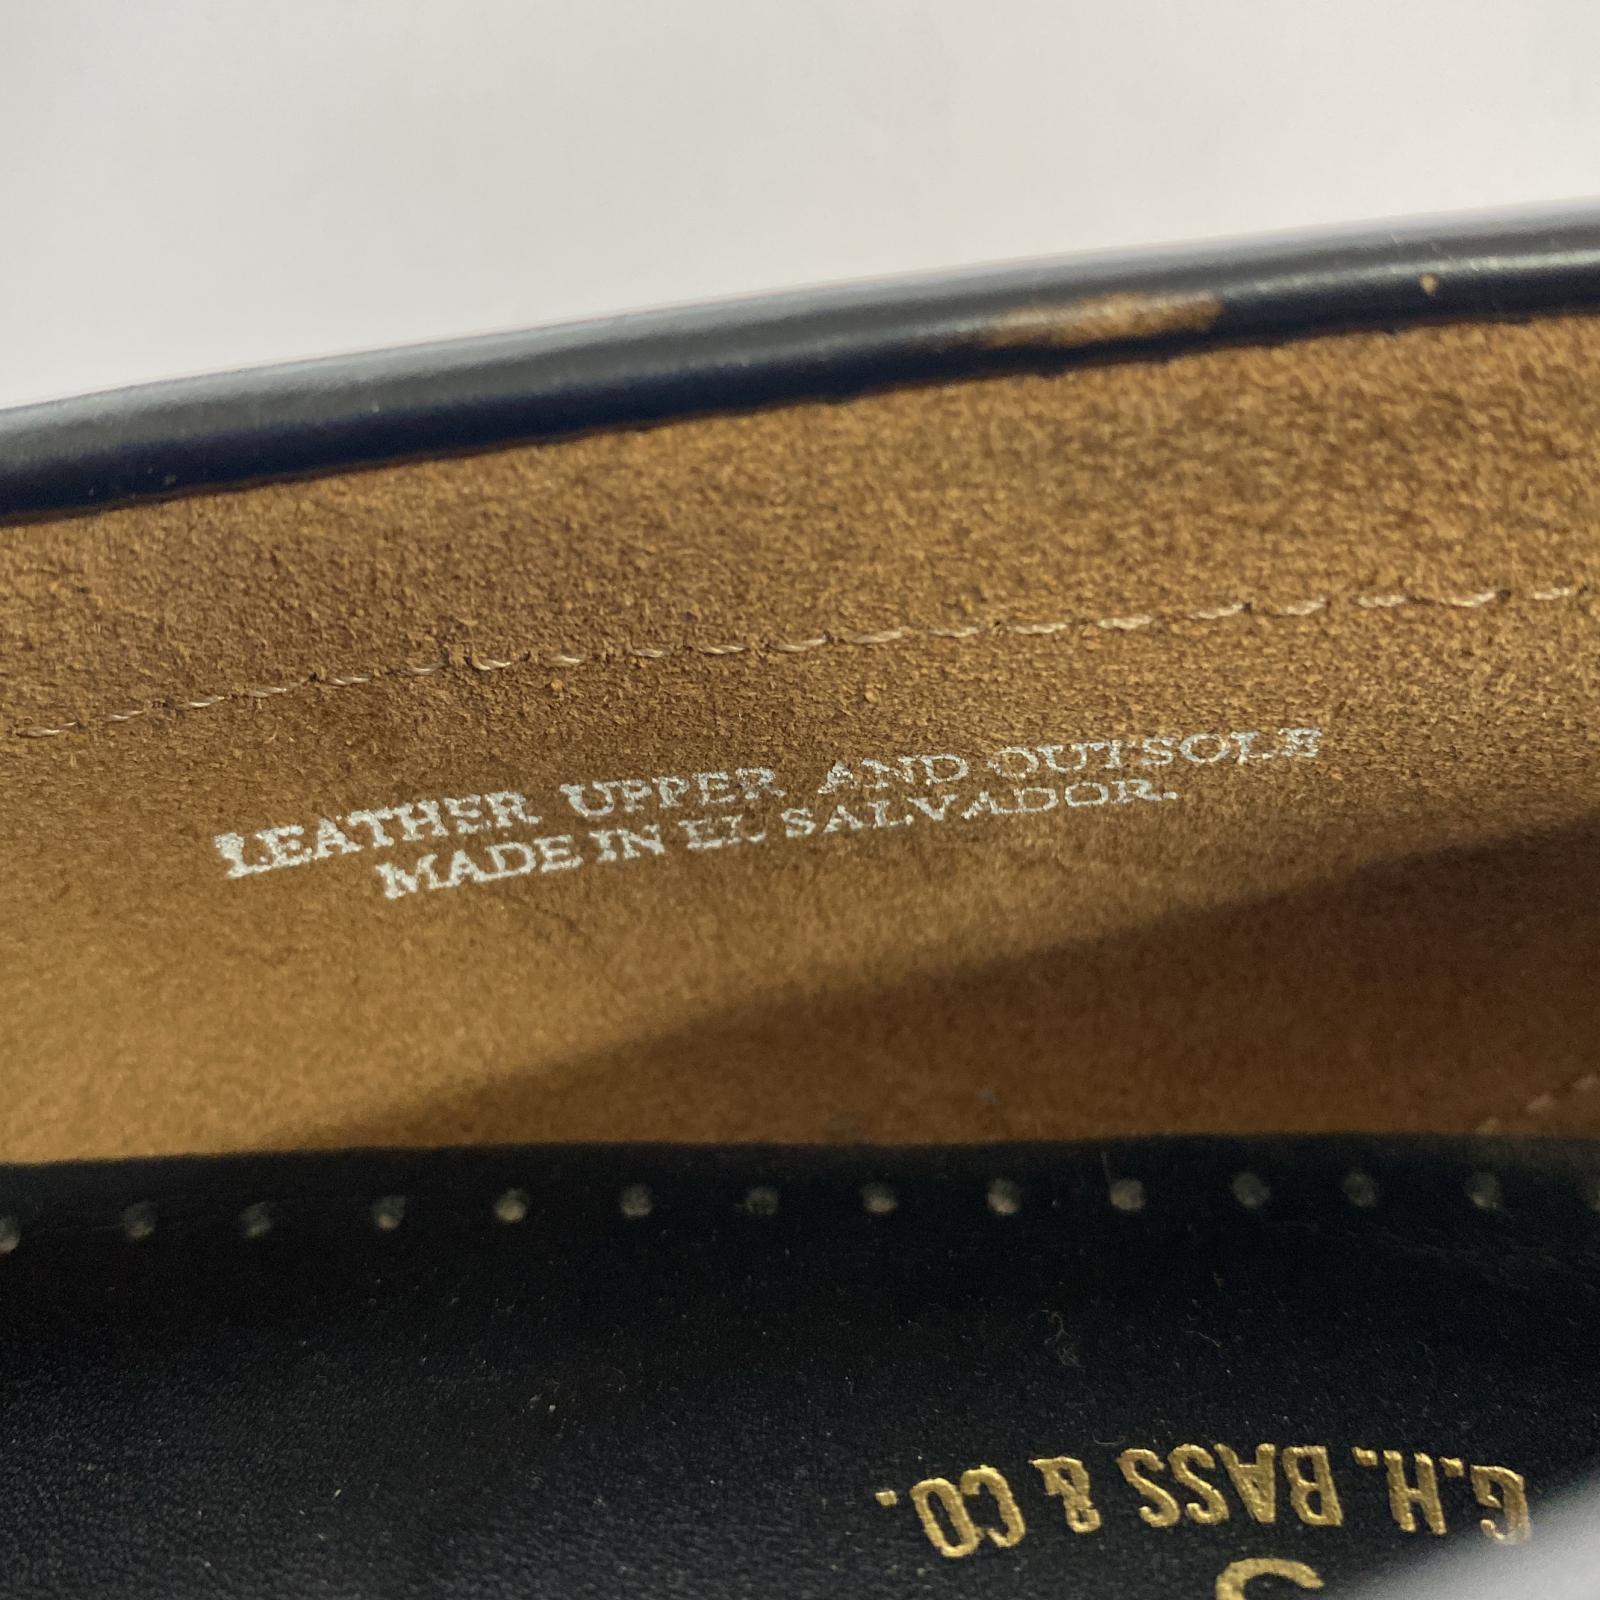 LEATHER UPPER AND OUTSOLE
MADE IN EL SALVADOR.
G.H. BASS & CO.